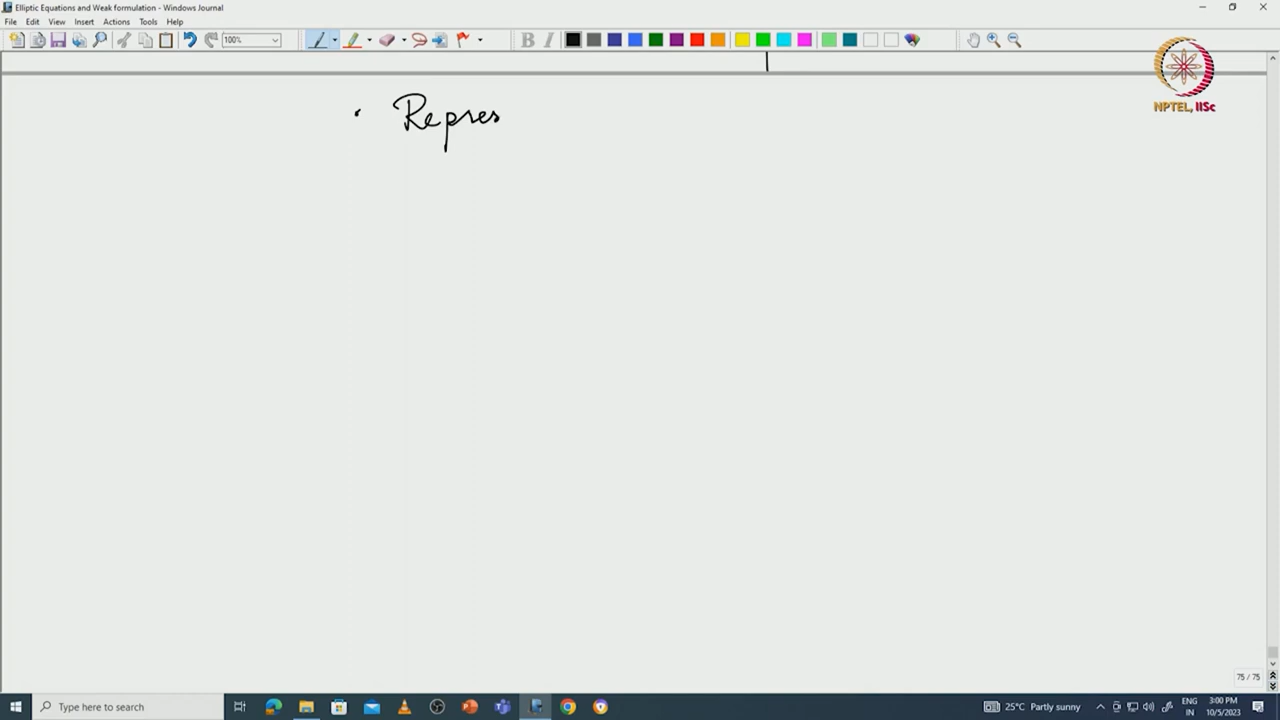 Elliptic Equations and Weak formulation - Windows Journal
File Edit View Insert Actions Tools Help
100%
B I
NPTEL, IISc
• Repres
75 / 75
Type here to search
25°C Partly sunny
ENG
IN
3:00 PM
10/5/2023